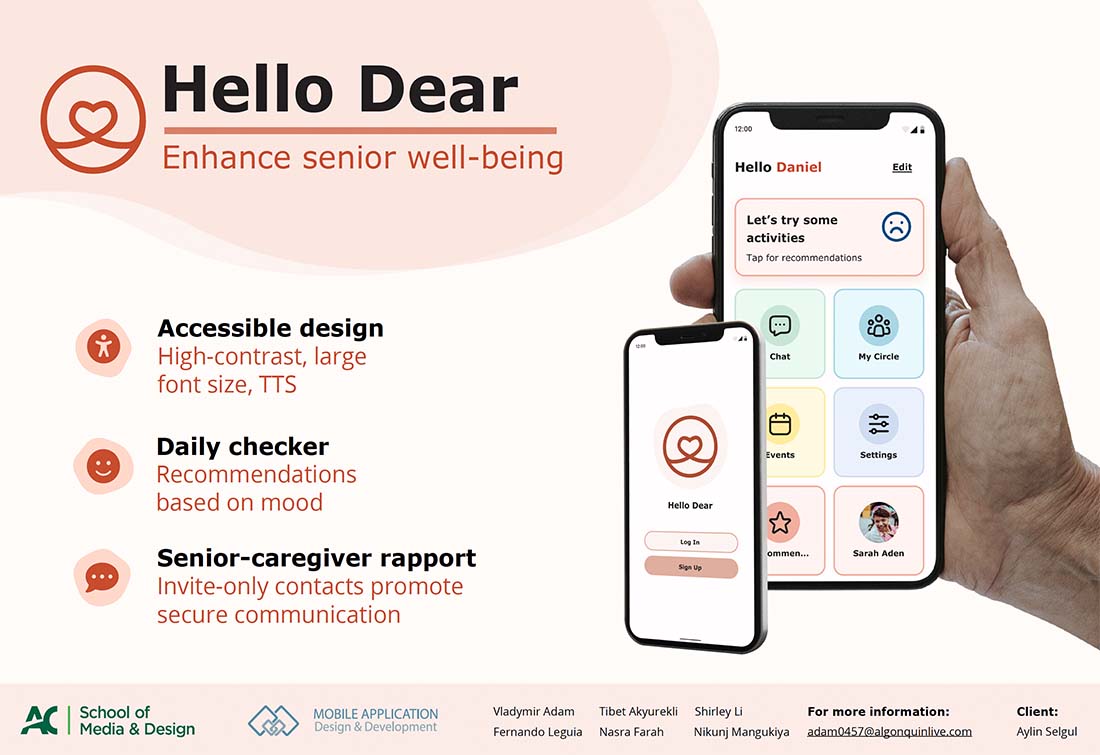 Hello Dear
Enhance senior well-being
Accessible design
High-contrast, large
font size, TTS
Daily checker
Recommendations
based on mood
Senior-caregiver rapport
Invite-only contacts promote
secure communication
12:00
Hello Daniel
Edit
Let's try some
activities
Tap for recommendations
Chat
My Circle
Events
Settings
ommen...
Sarah Aden
12:00
Hello Dear
Log In
Sign Up
AC
School of
Media & Design
MOBILE APPLICATION
Design & Development
Vladymir Adam
Fernando Leguia
Tibet Akyurekli
Nasra Farah
Shirley Li
Nikunj Mangukiya
For more information:
adam0457@algonquinlive.com
Client:
Aylin Selgul